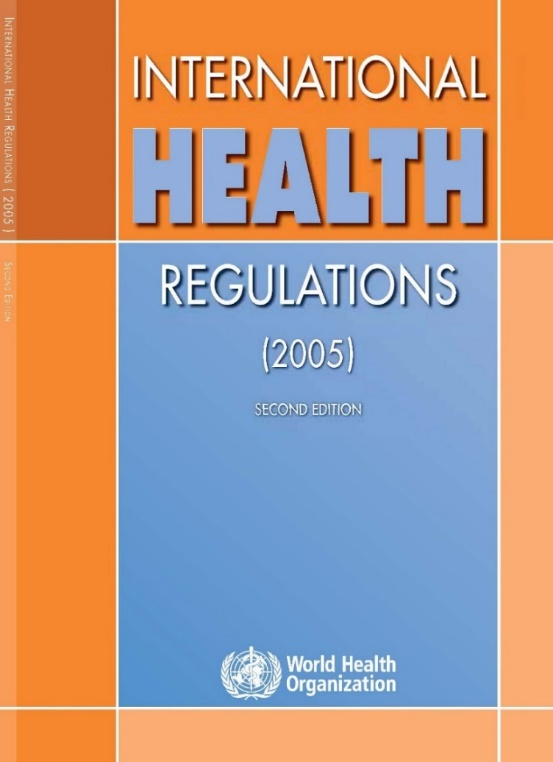 INTERNATIONAL HEALTH REGULATIONS (2005) SECOND EDITION
INTERNATIONAL
HEALTH
REGULATIONS
(2005)
SECOND EDITION
World Health
Organization